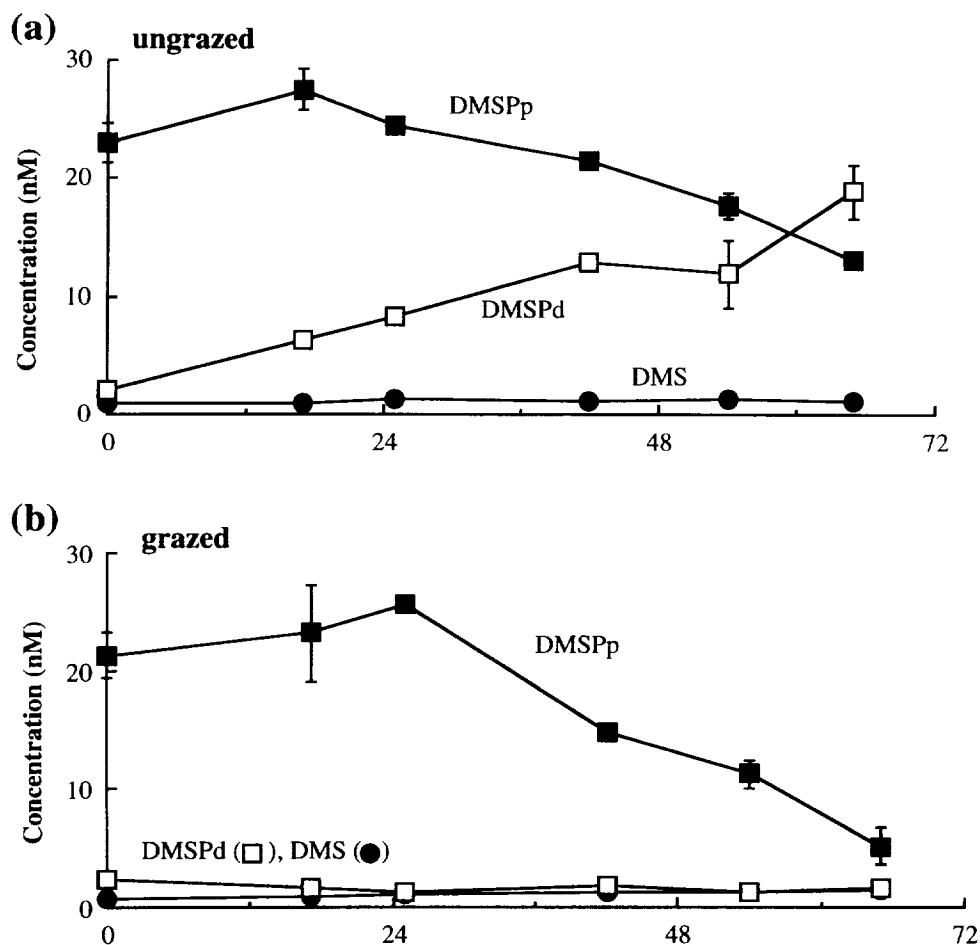 (a)
ungrazed
30
DMSPp
20
Concentration (nM)
10
DMSPd
DMS
0
0 24 48 72
(b)
grazed
30
DMSPp
20
Concentration (nM)
10
DMSPd (□), DMS (●)
0
0 24 48 72